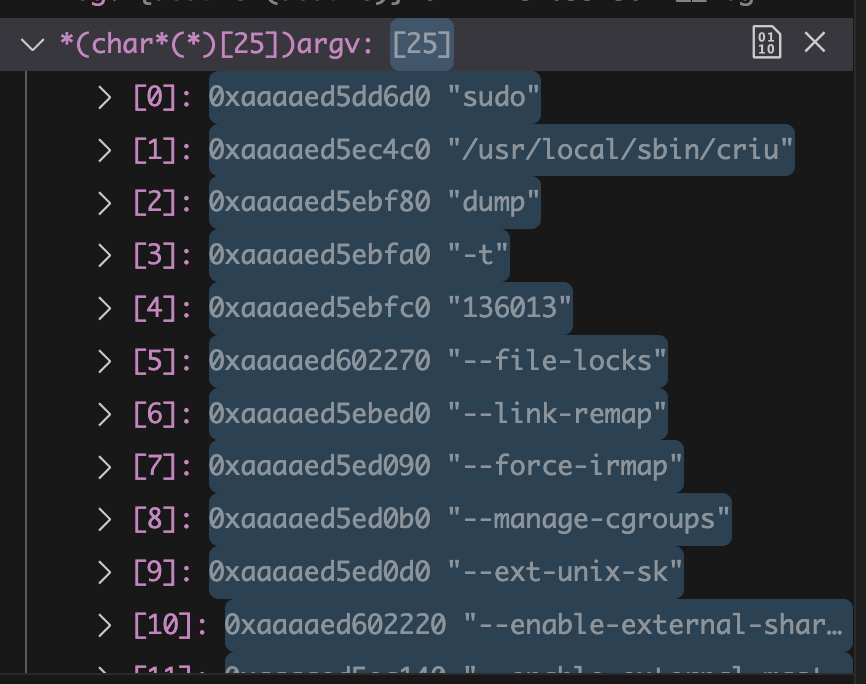 *(char*(*)[25])argv: [25]
[0]: 0xaaaaed5dd6d0 "sudo"
[1]: 0xaaaaed5ec4c0 "/usr/local/sbin/criu"
[2]: 0xaaaaed5ebf80 "dump"
[3]: 0xaaaaed5ebfa0 "-t"
[4]: 0xaaaaed5ebfc0 "136013"
[5]: 0xaaaaed602270 "--file-locks"
[6]: 0xaaaaed5ebed0 "--link-remap"
[7]: 0xaaaaed5ed090 "--force-irmap"
[8]: 0xaaaaed5ed0b0 "--manage-cgroups"
[9]: 0xaaaaed5ed0d0 "--ext-unix-sk"
[10]: 0xaaaaed602220 "--enable-external-shar…
[11]: